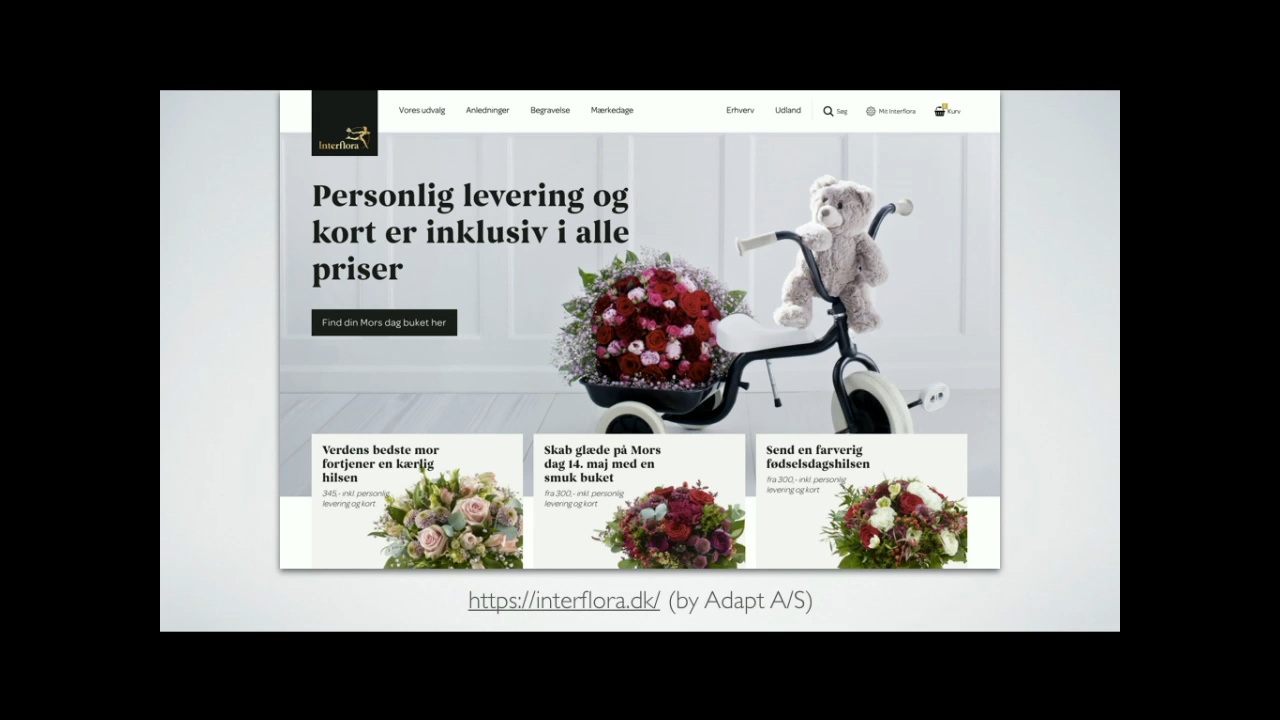 Vores udvalg Anledninger Begravelse Mærkedage Erhverv Udland Søg Mit Interflora Kurv
Interflora
Personlig levering og
kort er inklusiv i alle
priser
Find din Mors dag buket her
Verdens bedste mor
fortjener en kærlig
hilsen
345,- inkl. personlig
levering og kort
Skab glæde på Mors
dag 14. maj med en
smuk buket
fra 300,- inkl. personlig
levering og kort
Send en farverig
fødselsdagshilsen
fra 300,- inkl. personlig
levering og kort
https://interflora.dk/ (by Adapt A/S)